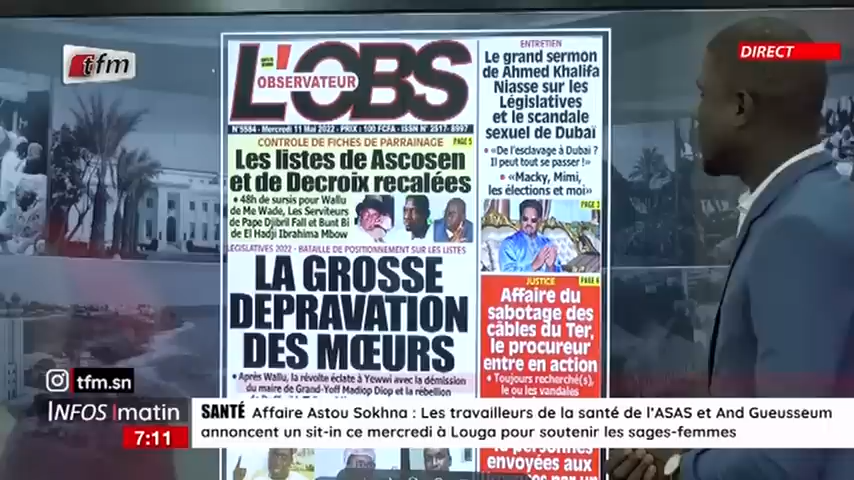 tfm
DIRECT
L'OBS
OBSERVATEUR
N°5584 - Mercredi 11 Mai 2022 - PRIX : 100 FCFA - ISSN N° 2517- 8997
CONTROLE DE FICHES DE PARRAINAGE PAGE 5
Les listes de Ascosen
et de Decroix recalées
• 48h de sursis pour Wallu
de Me Wade, Les Serviteurs
de Pape Djibril Fall et Bunt Bi
de El Hadji Ibrahima Mbow
LEGISLATIVES 2022 - BATAILLE DE POSITIONNEMENT SUR LES LISTES
LA GROSSE
DEPRAVATION
DES MŒURS
• Après Wallu, la révolte éclate à Yewwi avec la démission
du maire de Grand-Yoff Madiop Diop et la rébellion
ENTRETIEN
Le grand sermon
de Ahmed Khalifa
Niasse sur les
Législatives
et le scandale
sexuel de Dubaï
• «De l'esclavage à Dubaï ?
Il peut tout se passer !»
• «Macky, Mimi,
les élections et moi»
PAGE 3
JUSTICE PAGE 6
Affaire du
sabotage des
câbles du Ter,
le procureur
entre en action
• Toujours recherché(s),
le ou les vandales
personnes
envoyées aux
tfm.sn
INFOS matin
7:11
SANTÉ Affaire Astou Sokhna : Les travailleurs de la santé de l'ASAS et And Gueusseum
annoncent un sit-in ce mercredi à Louga pour soutenir les sages-femmes